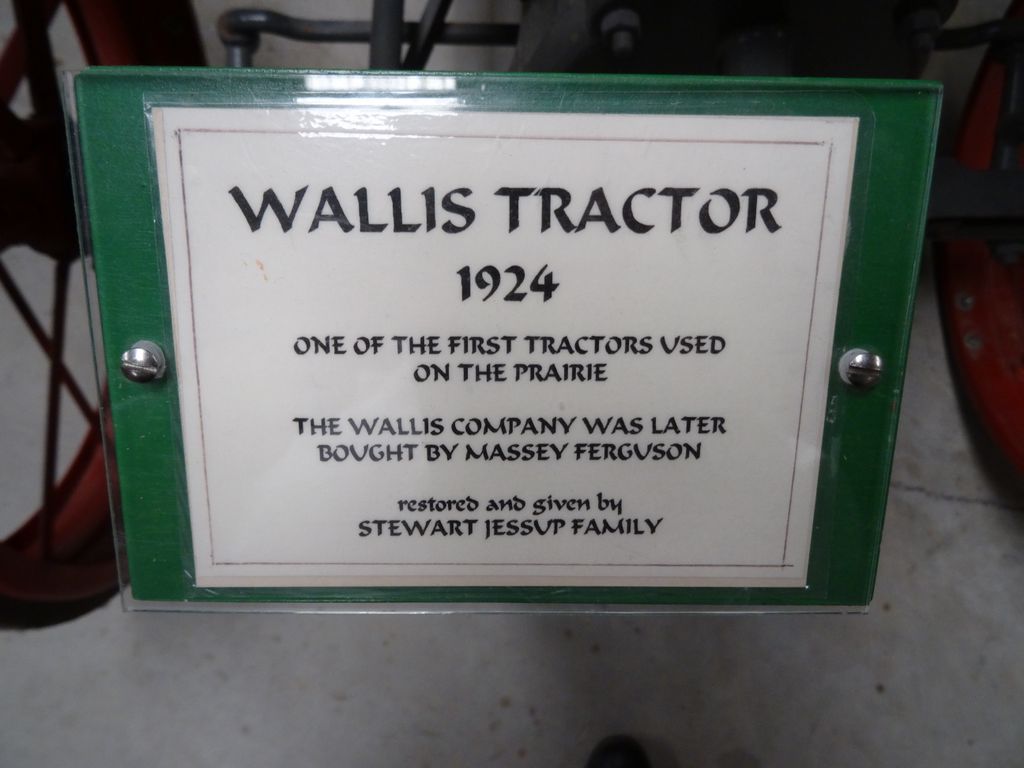 WALLIS TRACTOR
1924
ONE OF THE FIRST TRACTORS USED
ON THE PRAIRIE
THE WALLIS COMPANY WAS LATER
BOUGHT BY MASSEY FERGUSON
restored and given by
STEWART JESSUP FAMILY